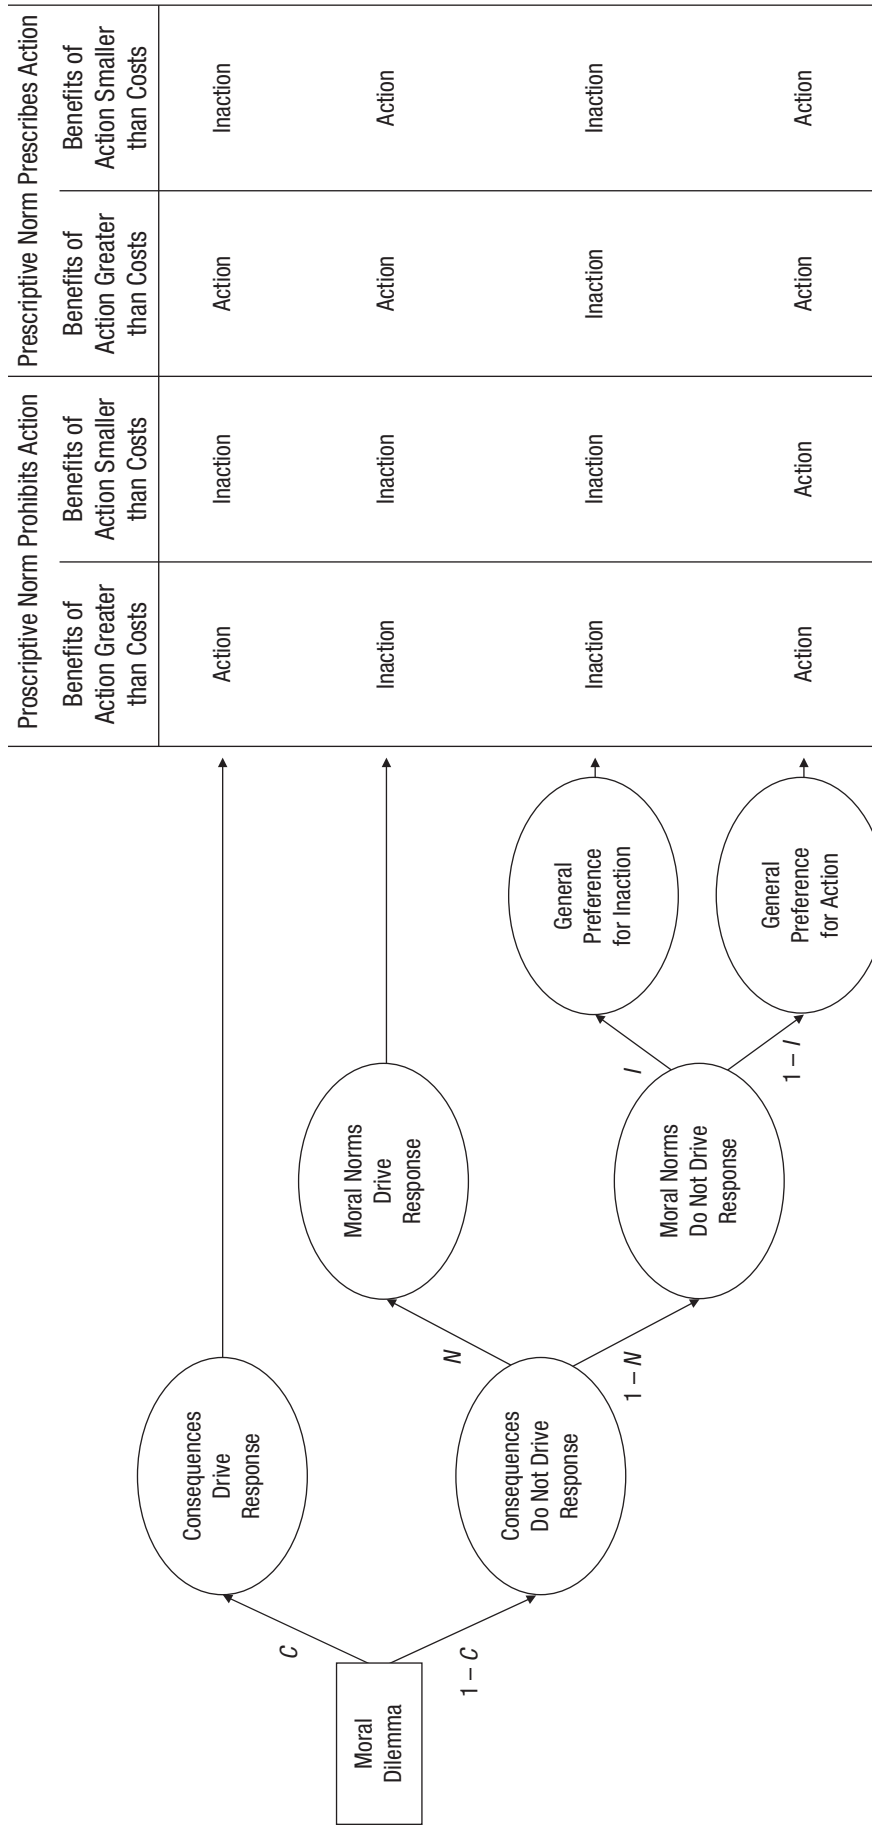 Proscriptive Norm Prohibits Action
Prescriptive Norm Prescribes Action
Benefits of
Action Greater
than Costs
Benefits of
Action Smaller
than Costs
Benefits of
Action Greater
than Costs
Benefits of
Action Smaller
than Costs
Moral
Dilemma
C
1 – C
Consequences
Drive
Response
Action
Inaction
Action
Inaction
Consequences
Do Not Drive
Response
N
1 – N
Moral Norms
Drive
Response
Inaction
Inaction
Action
Action
Moral Norms
Do Not Drive
Response
I
1 – I
General
Preference
for Inaction
Inaction
Inaction
Inaction
Inaction
General
Preference
for Action
Action
Action
Action
Action